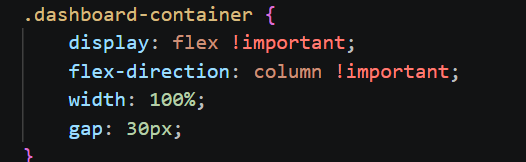 .dashboard-container {
    display: flex !important;
    flex-direction: column !important;
    width: 100%;
    gap: 30px;
}